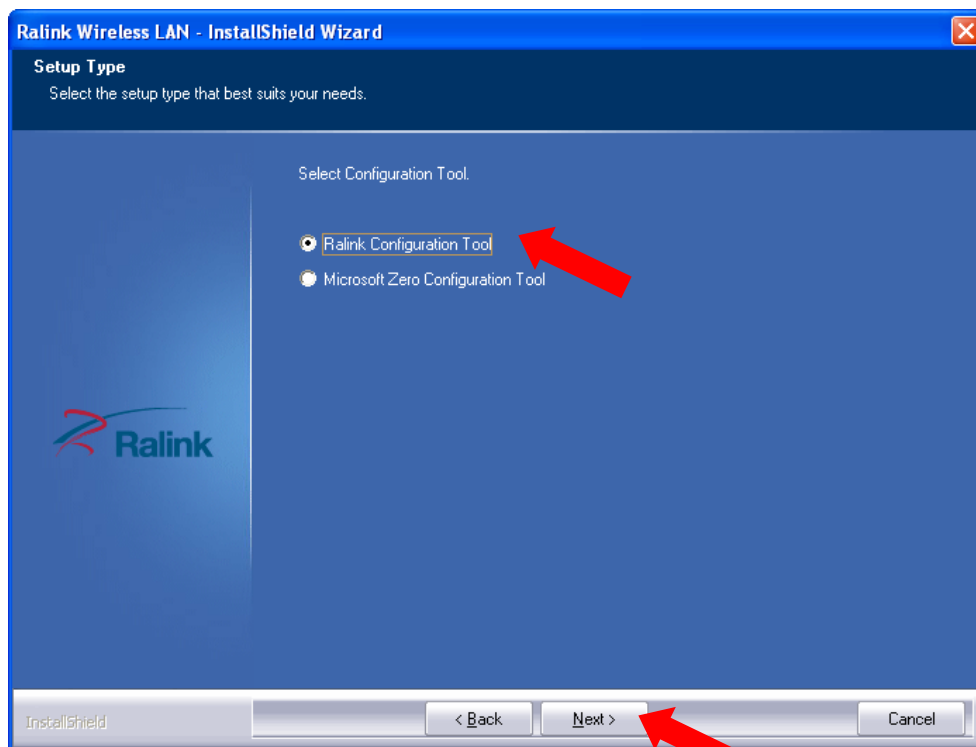 Ralink Wireless LAN - InstallShield Wizard
Setup Type
Select the setup type that best suits your needs.
Select Configuration Tool.
Ralink Configuration Tool
Microsoft Zero Configuration Tool
Ralink
InstallShield
< Back
Next >
Cancel